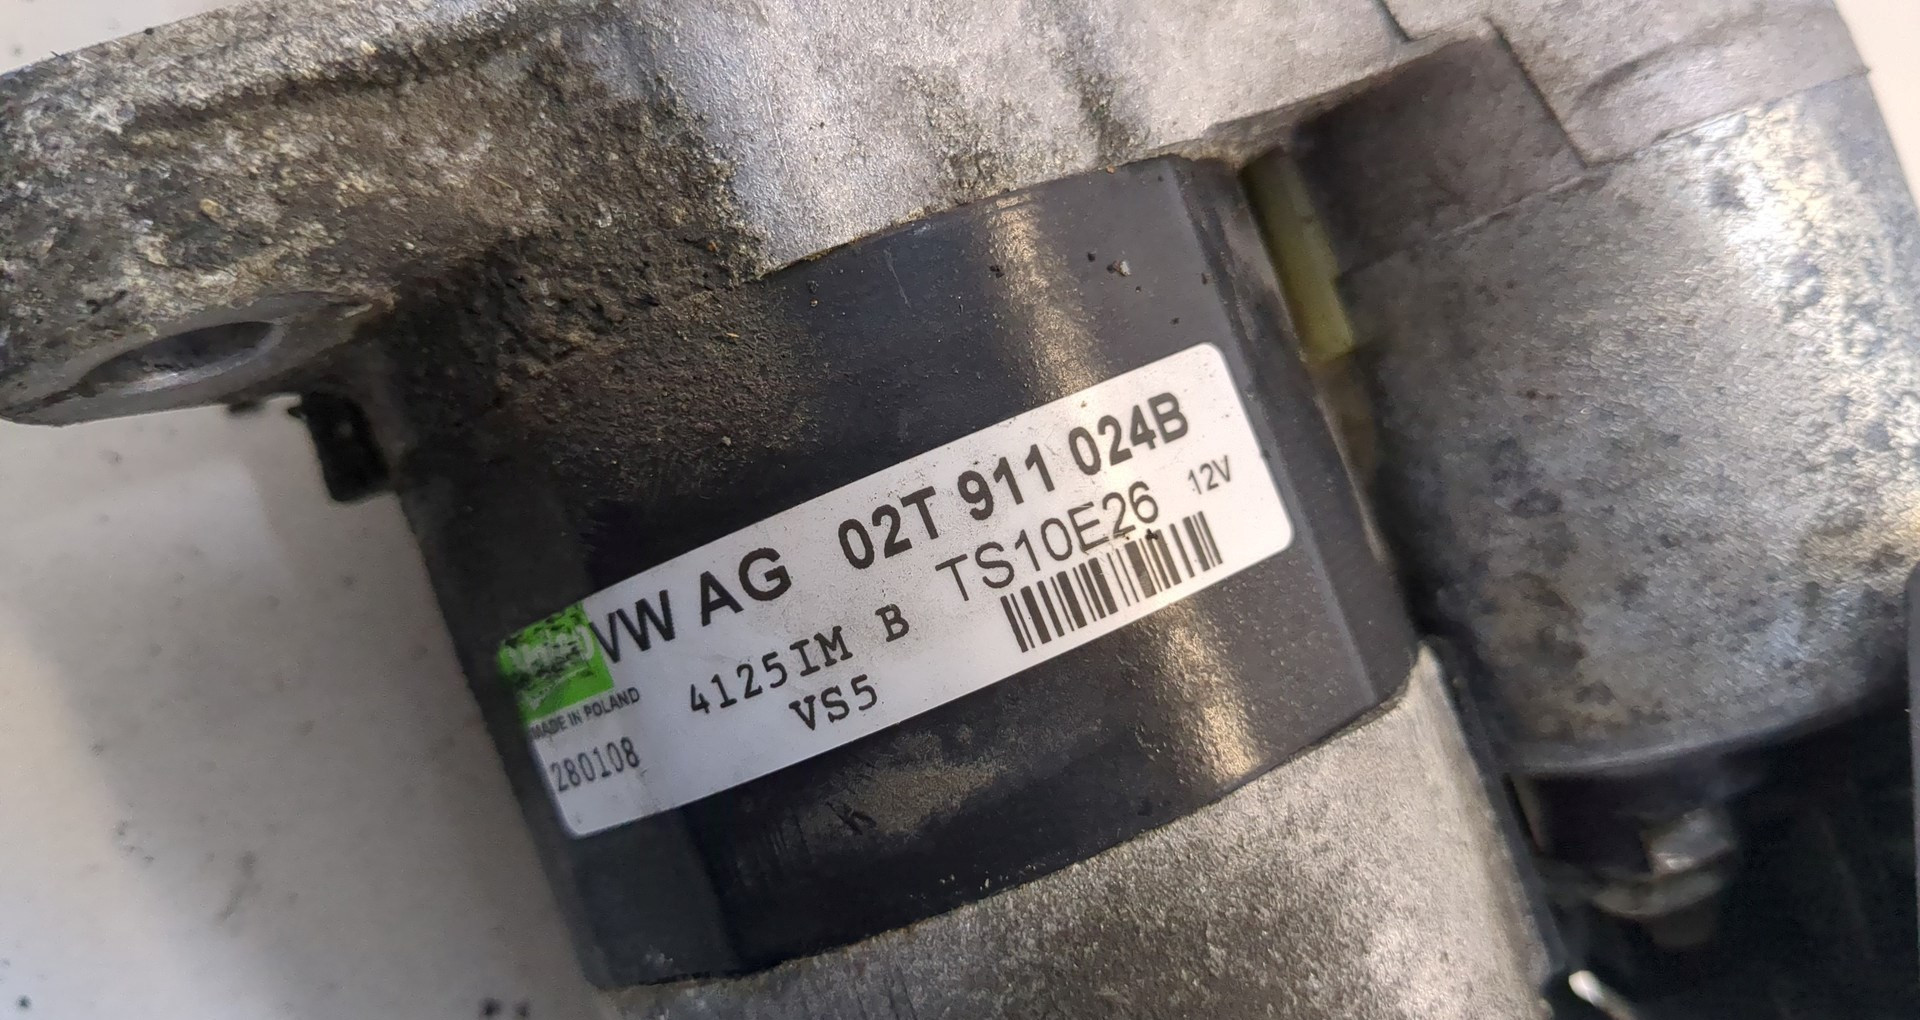 VW AG 02T 911 024B
TS10E26 12V
4125IM B
VS5
MADE IN POLAND
280108